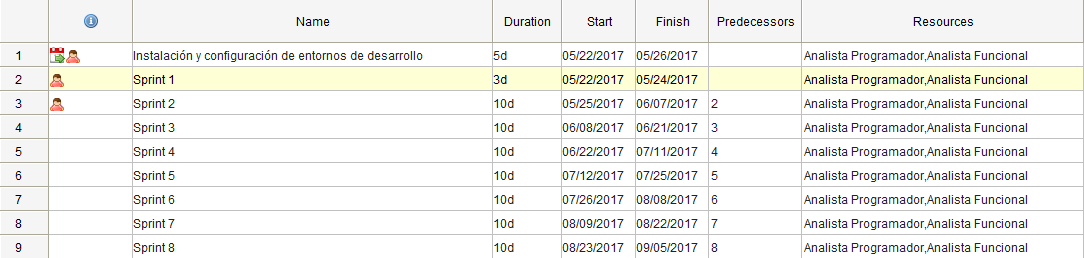 Name Duration Start Finish Predecessors Resources
1 Instalación y configuración de entornos de desarrollo 5d 05/22/2017 05/26/2017 Analista Programador,Analista Funcional
2 Sprint 1 3d 05/22/2017 05/24/2017 Analista Programador,Analista Funcional
3 Sprint 2 10d 05/25/2017 06/07/2017 2 Analista Programador,Analista Funcional
4 Sprint 3 10d 06/08/2017 06/21/2017 3 Analista Programador,Analista Funcional
5 Sprint 4 10d 06/22/2017 07/11/2017 4 Analista Programador,Analista Funcional
6 Sprint 5 10d 07/12/2017 07/25/2017 5 Analista Programador,Analista Funcional
7 Sprint 6 10d 07/26/2017 08/08/2017 6 Analista Programador,Analista Funcional
8 Sprint 7 10d 08/09/2017 08/22/2017 7 Analista Programador,Analista Funcional
9 Sprint 8 10d 08/23/2017 09/05/2017 8 Analista Programador,Analista Funcional